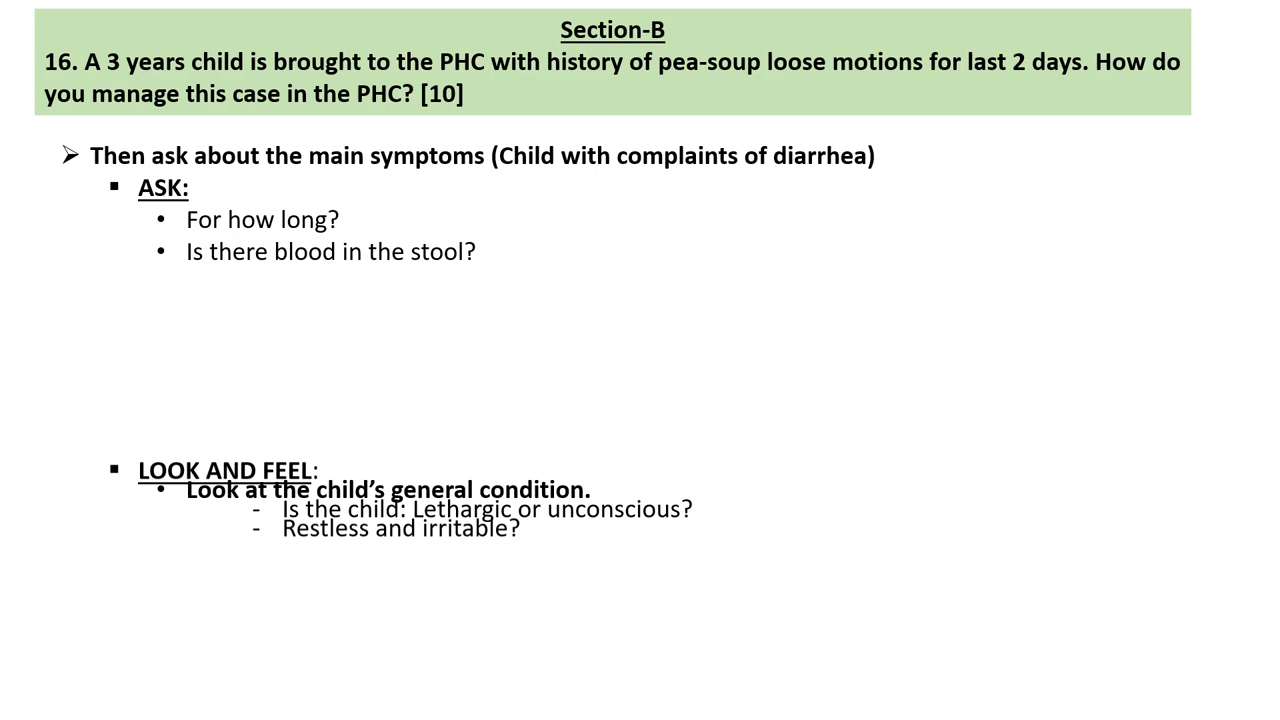 Section-B
16. A 3 years child is brought to the PHC with history of pea-soup loose motions for last 2 days. How do
you manage this case in the PHC? [10]
➢ Then ask about the main symptoms (Child with complaints of diarrhea)
▪ ASK:
• For how long?
• Is there blood in the stool?
▪ LOOK AND FEEL:
• Look at the child’s general condition.
- Is the child: Lethargic or unconscious?
- Restless and irritable?